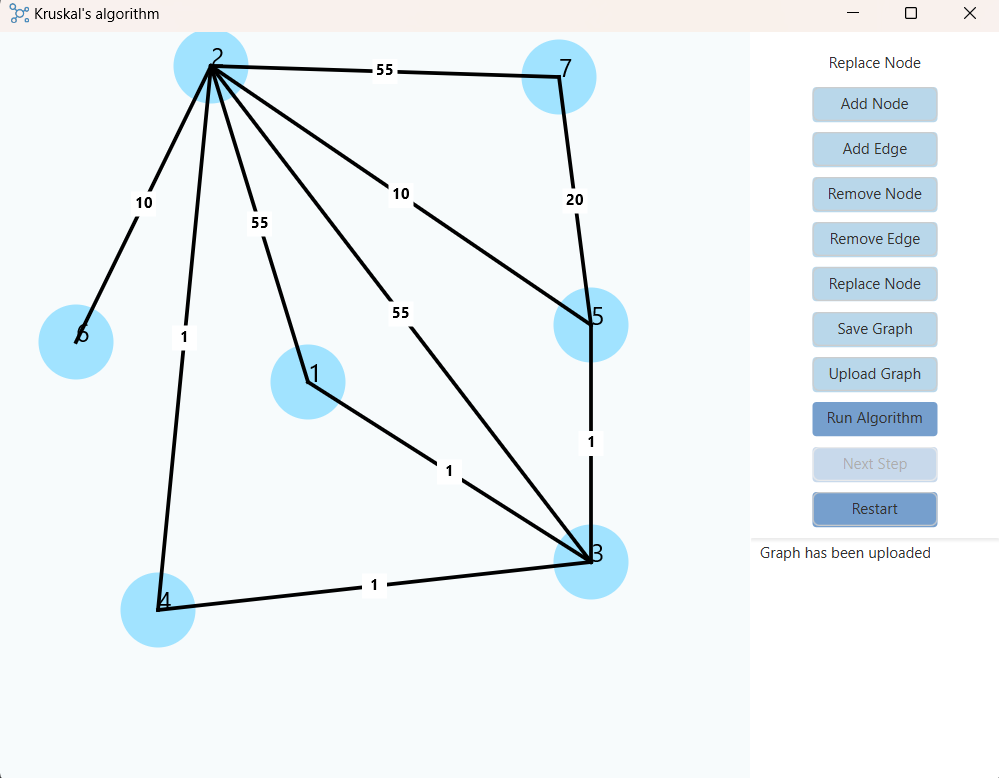 Kruskal's algorithm
2
7
55
10
10
20
55
55
5
6
1
1
1
1
3
4
1
Replace Node
Add Node
Add Edge
Remove Node
Remove Edge
Replace Node
Save Graph
Upload Graph
Run Algorithm
Next Step
Restart
Graph has been uploaded